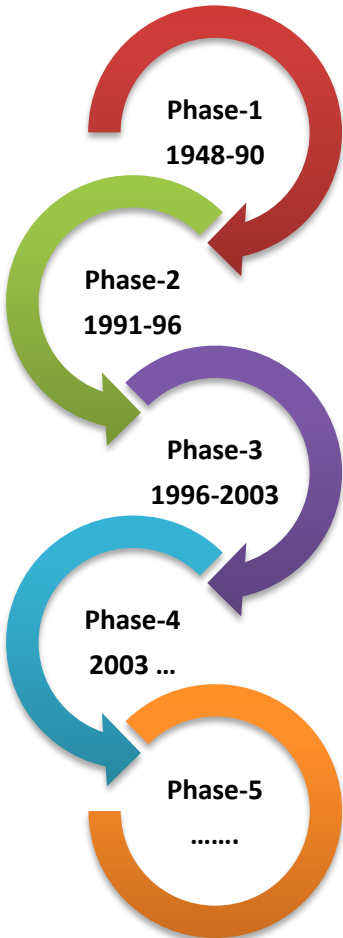 Phase-1
1948-90
Phase-2
1991-96
Phase-3
1996-2003
Phase-4
2003 ...
Phase-5
.......